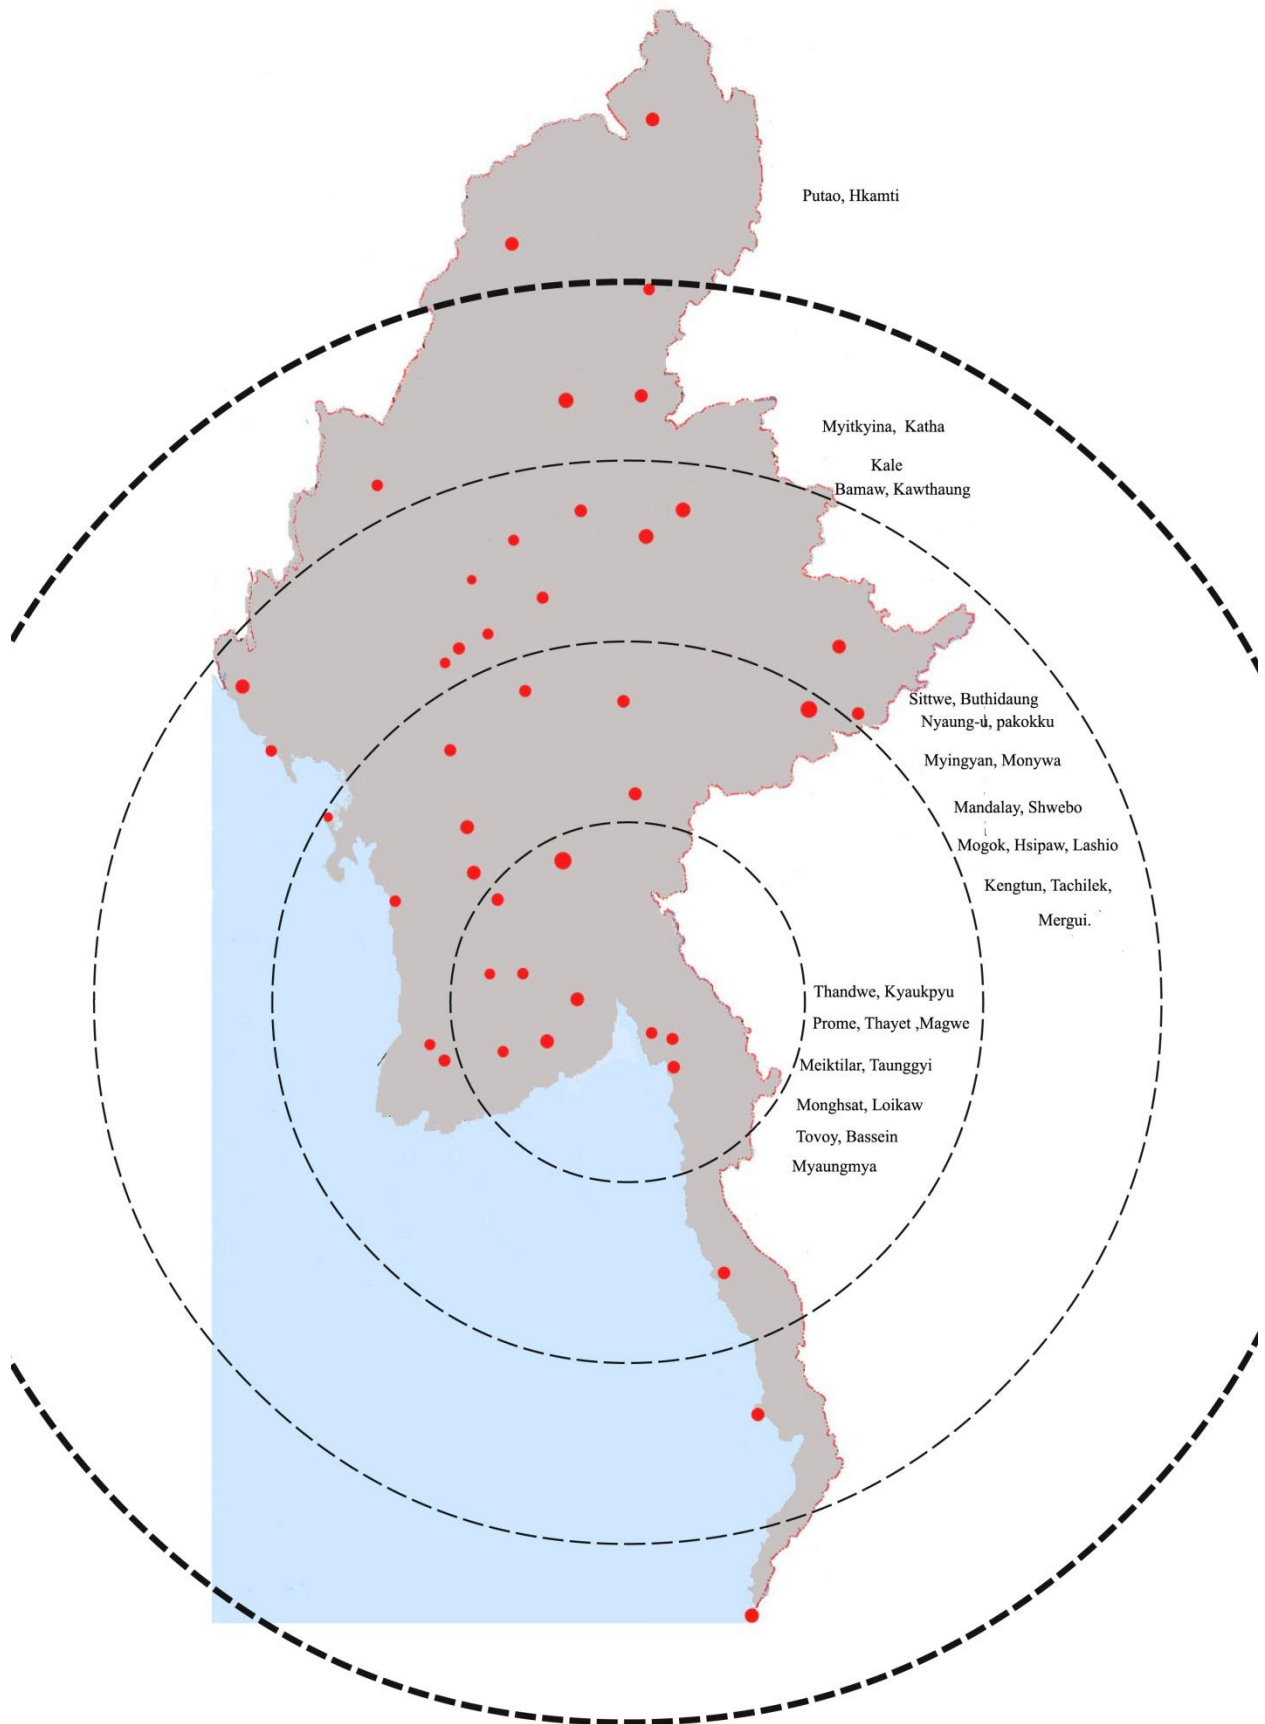 Putao, Hkamti
Myitkyina, Katha
Kale
Bamaw, Kawthaung
Sittwe, Buthidaung
Nyaung-u, pakokku
Myingyan, Monywa
Mandalay, Shwebo
Mogok, Hsipaw, Lashio
Kengtun, Tachilek,
Mergui.
Thandwe, Kyaukpyu
Prome, Thayet ,Magwe
Meiktilar, Taunggyi
Monghsat, Loikaw
Tovoy, Bassein
Myaungmya